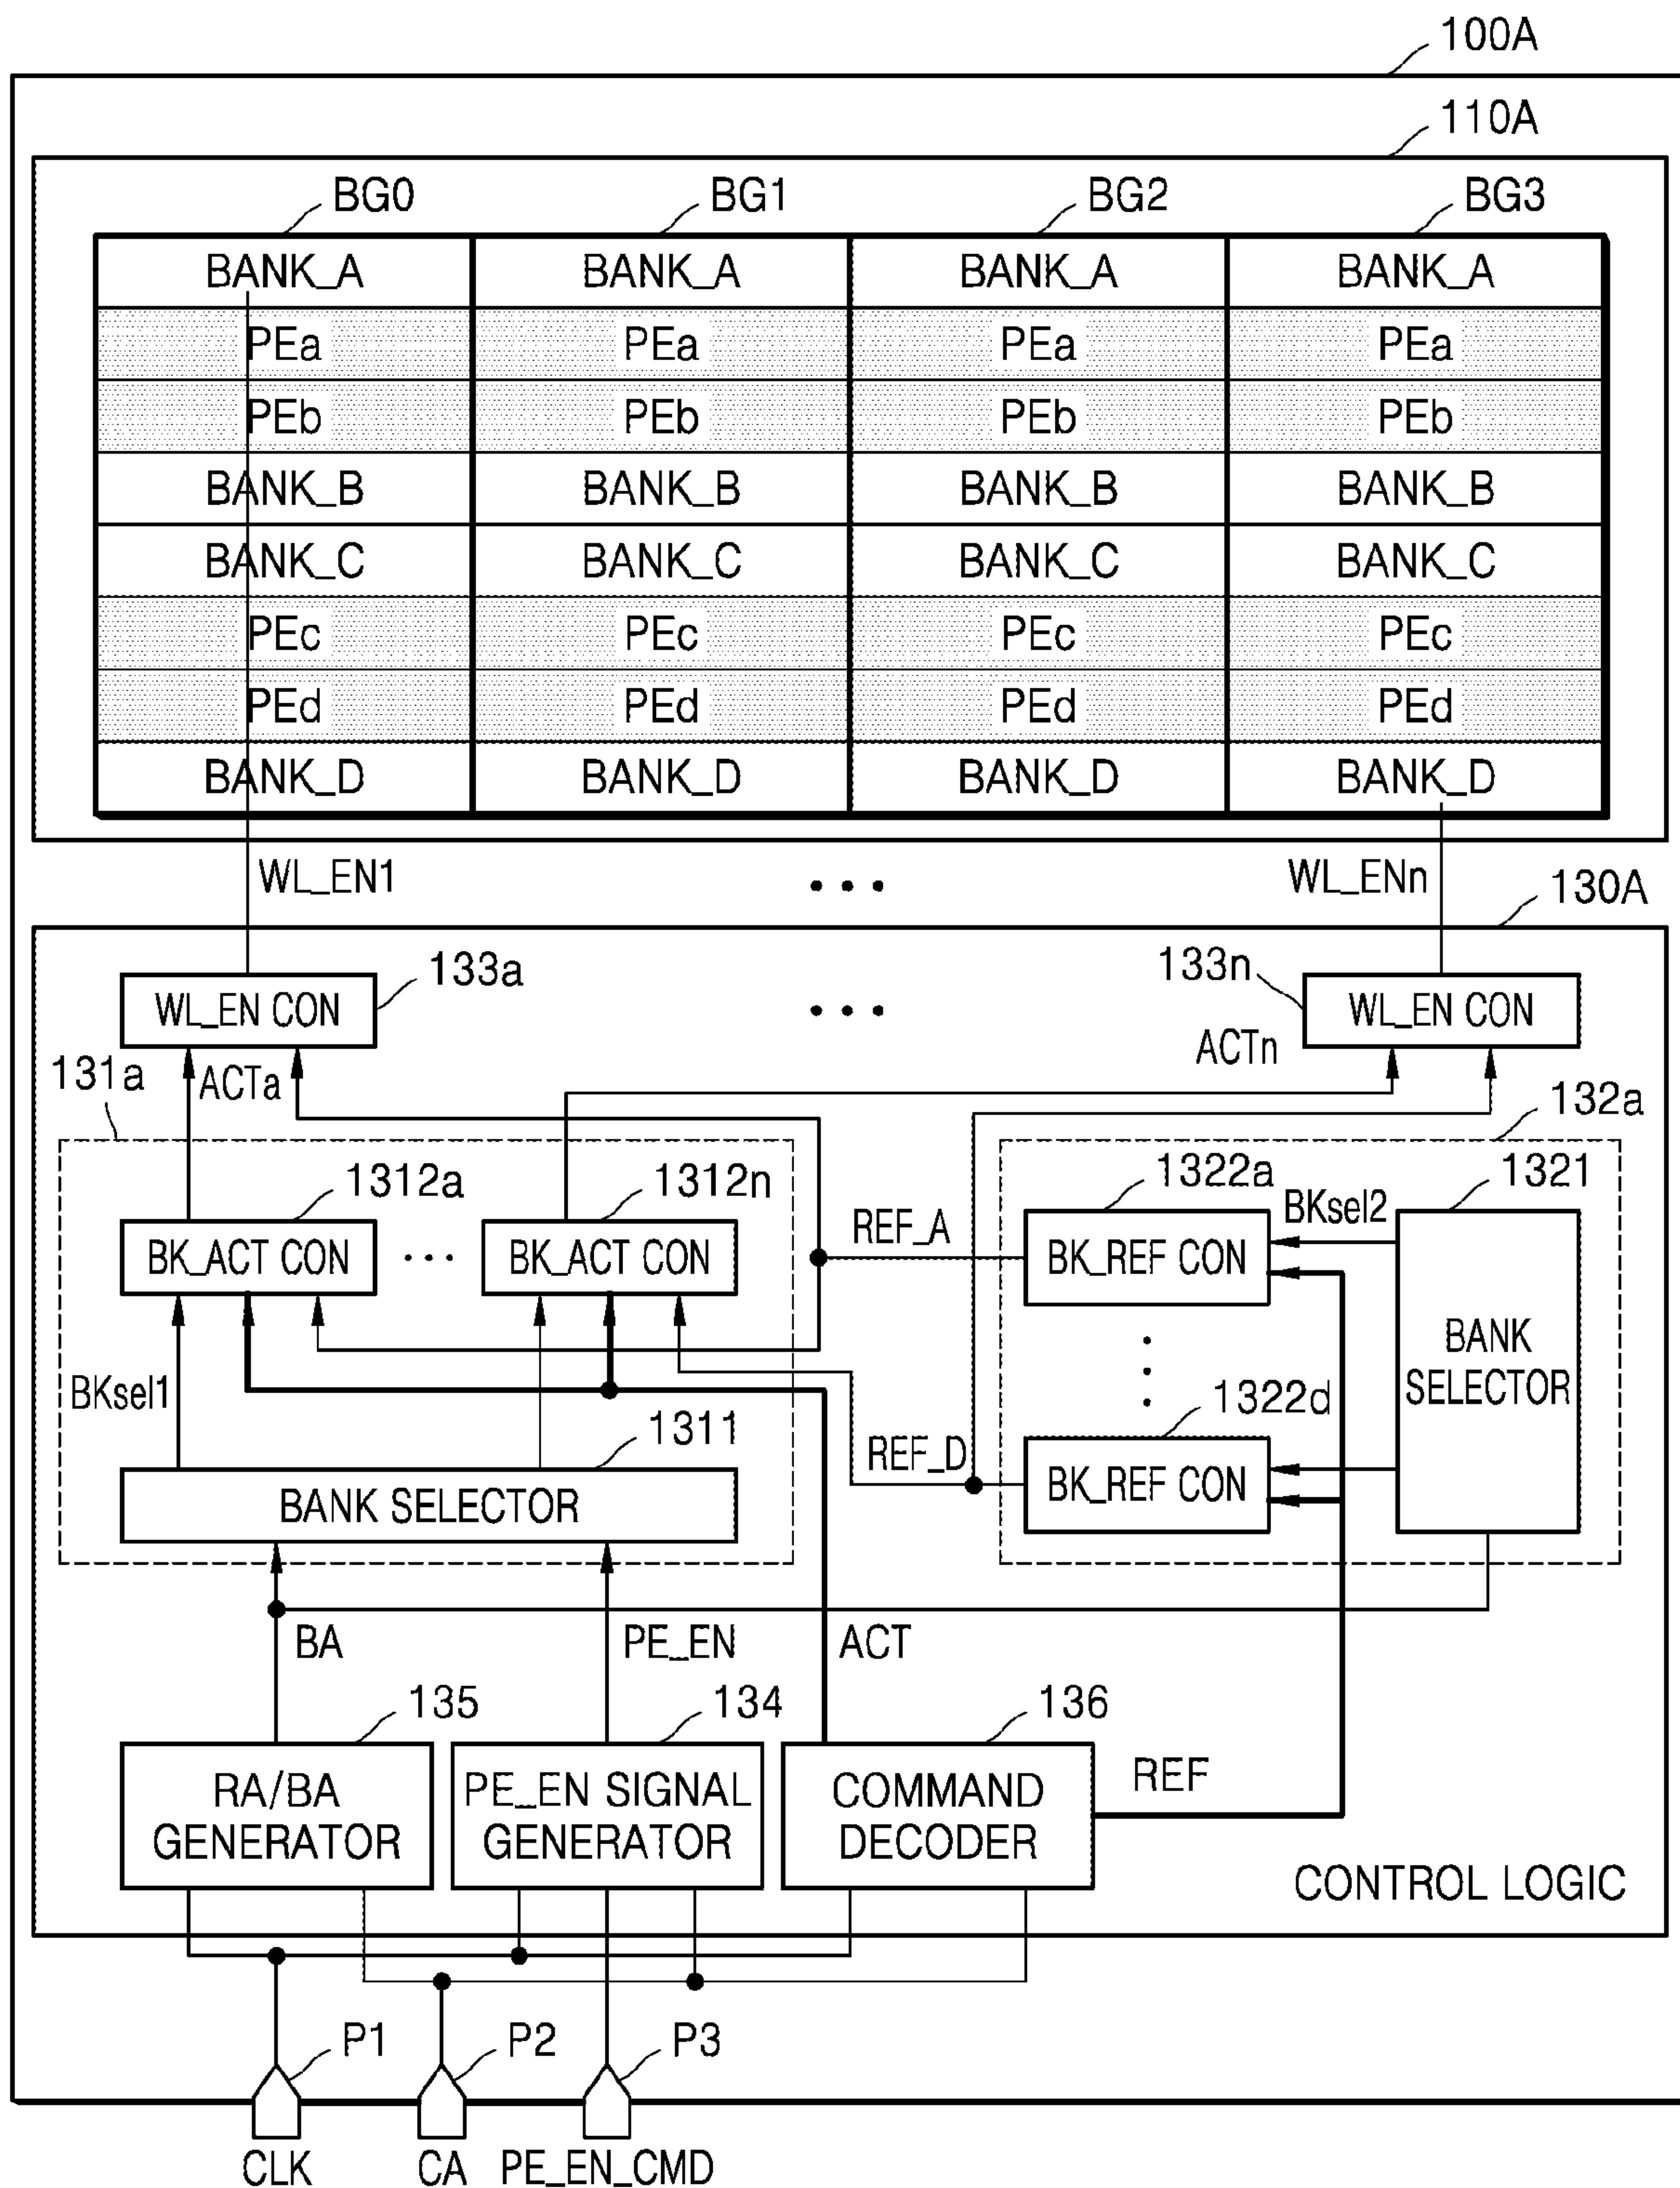 100A
110A
BG0 BG1 BG2 BG3
BANK_A BANK_A BANK_A BANK_A
PEa PEa PEa PEa
PEb PEb PEb PEb
BANK_B BANK_B BANK_B BANK_B
BANK_C BANK_C BANK_C BANK_C
PEc PEc PEc PEc
PEd PEd PEd PEd
BANK_D BANK_D BANK_D BANK_D
WL_EN1 ••• WL_ENn
130A
133a 133n
WL_EN CON ••• WL_EN CON
131a ACTa ACTn
132a
1312a 1312n 1322a 1321
BKsel2
REF_A
BK_ACT CON ••• BK_ACT CON BK_REF CON
BANK
SELECTOR
BKsel1
1322d
1311
REF_D
BK_REF CON
BANK SELECTOR
BA PE_EN ACT
135 134 136
REF
RA/BA
GENERATOR
PE_EN SIGNAL
GENERATOR
COMMAND
DECODER
CONTROL LOGIC
P1 P2 P3
CLK CA PE_EN_CMD